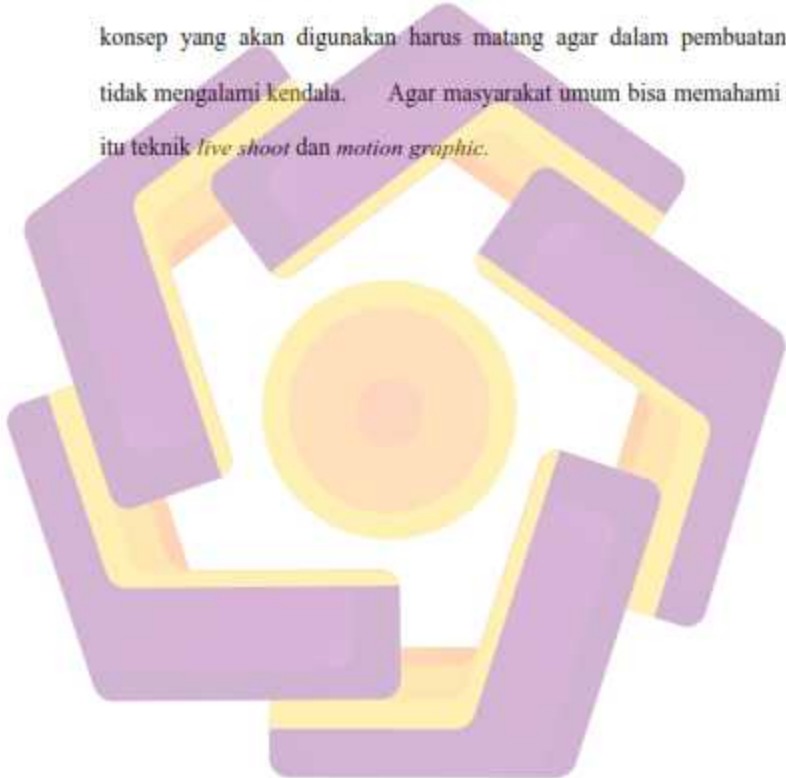 konsep yang akan digunakan harus matang agar dalam pembuatan
tidak mengalami kendala. Agar masyarakat umum bisa memahami
itu teknik live shoot dan motion graphic.